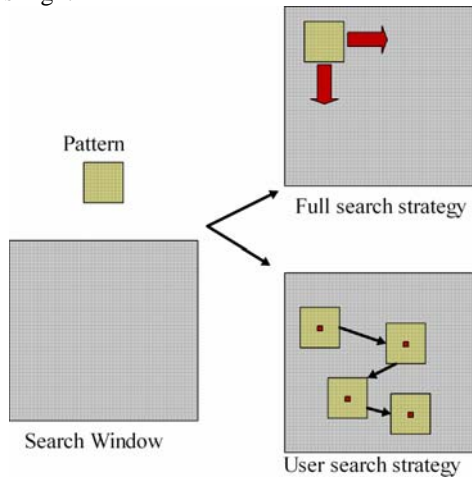 Pattern
Full search strategy
Search Window
User search strategy